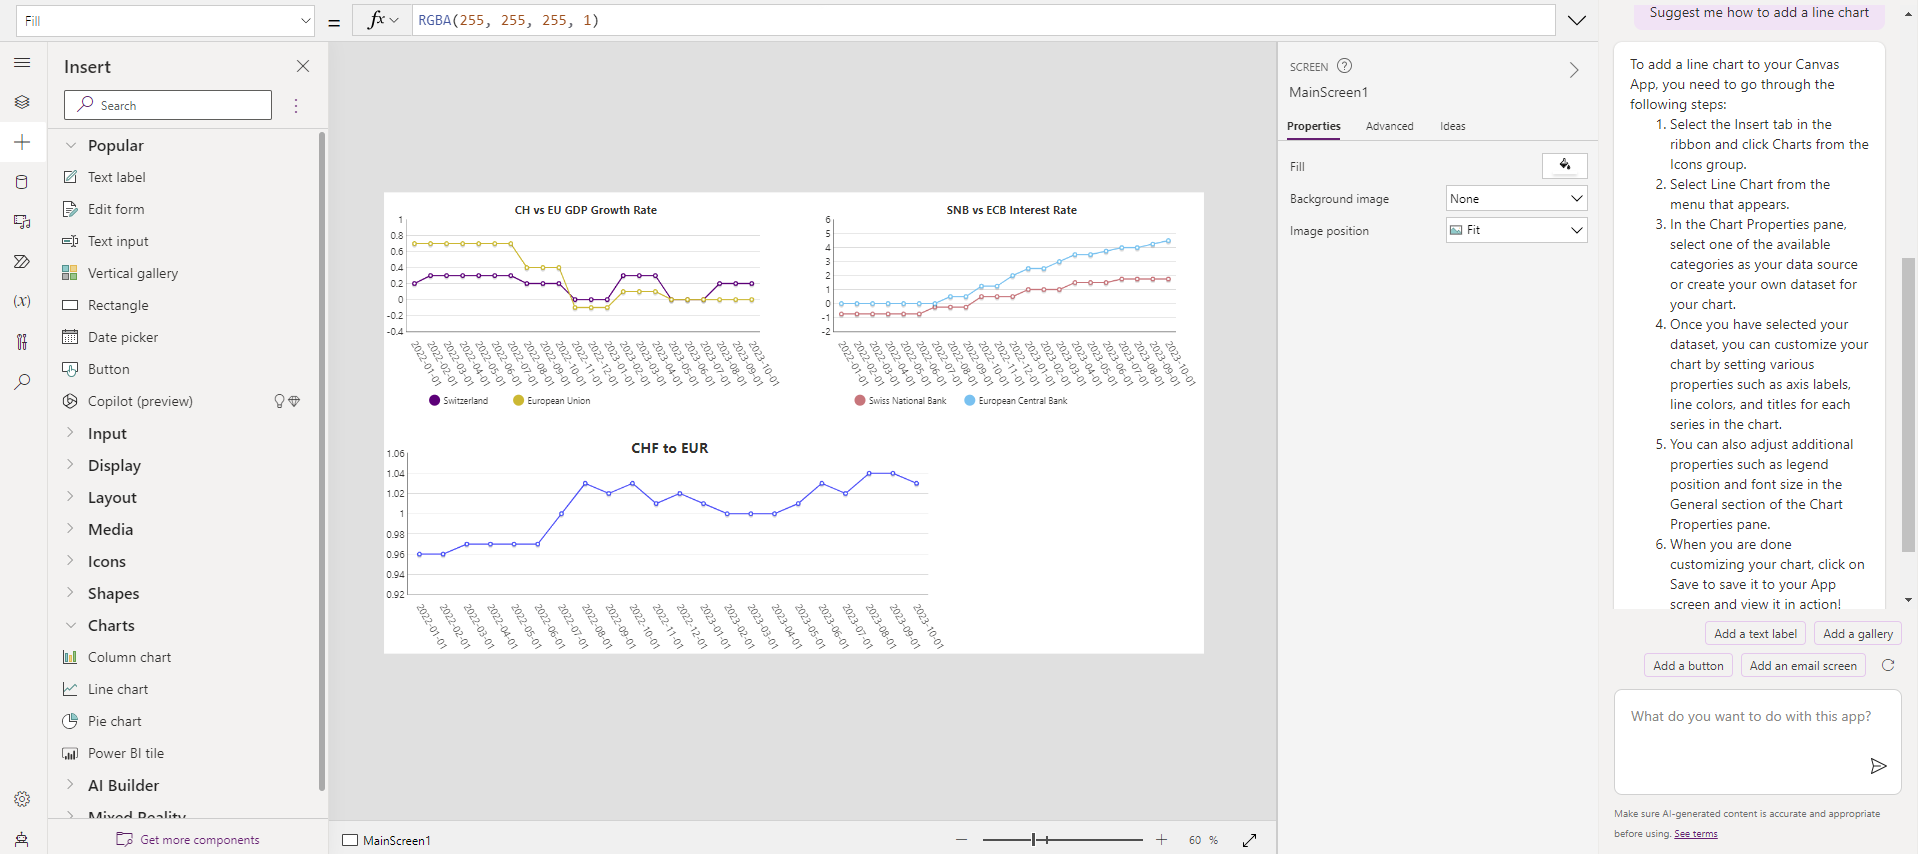 Fill
=
fx
RGBA(255, 255, 255, 1)
Insert
Search
Popular
Text label
Edit form
Text input
Vertical gallery
Rectangle
Date picker
Button
Copilot (preview)
Input
Display
Layout
Media
Icons
Shapes
Charts
Column chart
Line chart
Pie chart
Power BI tile
AI Builder
Mixed Reality
Get more components
(x)
CH vs EU GDP Growth Rate
1
0.8
0.6
0.4
0.2
0
-0.2
-0.4
2022-01-01
2022-02-01
2022-03-01
2022-04-01
2022-05-01
2022-06-01
2022-07-01
2022-08-01
2022-09-01
2022-10-01
2022-11-01
2022-12-01
2023-01-01
2023-02-01
2023-03-01
2023-04-01
2023-05-01
2023-06-01
2023-07-01
2023-08-01
2023-09-01
2023-10-01
Switzerland
European Union
SNB vs ECB Interest Rate
6
5
4
3
2
1
0
-1
-2
2022-01-01
2022-02-01
2022-03-01
2022-04-01
2022-05-01
2022-06-01
2022-07-01
2022-08-01
2022-09-01
2022-10-01
2022-11-01
2022-12-01
2023-01-01
2023-02-01
2023-03-01
2023-04-01
2023-05-01
2023-06-01
2023-07-01
2023-08-01
2023-09-01
2023-10-01
Swiss National Bank
European Central Bank
CHF to EUR
1.06
1.04
1.02
1
0.98
0.96
0.94
0.92
2022-01-01
2022-02-01
2022-03-01
2022-04-01
2022-05-01
2022-06-01
2022-07-01
2022-08-01
2022-09-01
2022-10-01
2022-11-01
2022-12-01
2023-01-01
2023-02-01
2023-03-01
2023-04-01
2023-05-01
2023-06-01
2023-07-01
2023-08-01
2023-09-01
2023-10-01
MainScreen1
60 %
SCREEN
MainScreen1
Properties
Advanced
Ideas
Fill
Background image
None
Image position
Fit
Suggest me how to add a line chart
To add a line chart to your Canvas
App, you need to go through the
following steps:
1. Select the Insert tab in the
ribbon and click Charts from the
Icons group.
2. Select Line Chart from the
menu that appears.
3. In the Chart Properties pane,
select one of the available
categories as your data source
or create your own dataset for
your chart.
4. Once you have selected your
dataset, you can customize your
chart by setting various
properties such as axis labels,
line colors, and titles for each
series in the chart.
5. You can also adjust additional
properties such as legend
position and font size in the
General section of the Chart
Properties pane.
6. When you are done
customizing your chart, click on
Save to save it to your App
screen and view it in action!
Add a text label
Add a gallery
Add a button
Add an email screen
What do you want to do with this app?
Make sure AI-generated content is accurate and appropriate
before using. See terms